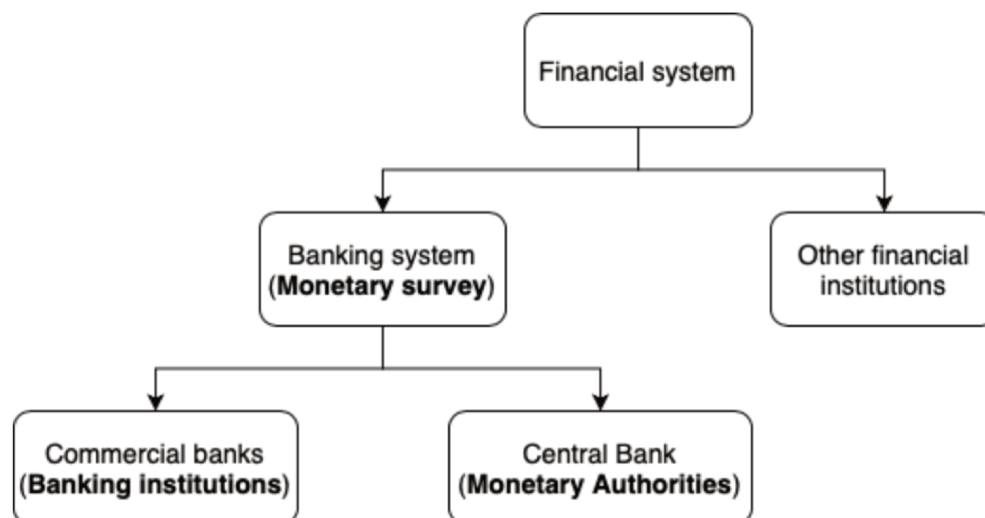 Financial system
Banking system
(Monetary survey)
Other financial
institutions
Commercial banks
(Banking institutions)
Central Bank
(Monetary Authorities)